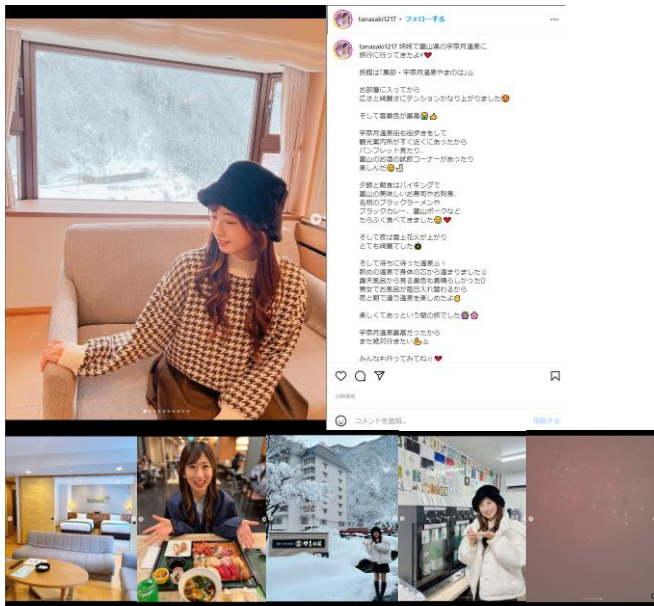 tanasaki1217 • フォローする
tanasaki1217 姉妹で富山県の宇奈月温泉に
旅行に行ってきたよ
旅館は「黒部・宇奈月温泉やまのは」♨
お部屋に入ってから
広さと綺麗さにテンションかなり上がりました
そして雪景色が最高
宇奈月温泉街も街歩きをして
観光案内所がすぐ近くにあったから
パンフレット見たり、
富山のお酒の試飲コーナーがあったり
楽しんだ
夕飯と朝食はバイキングで
富山の美味しいお寿司やお刺身、
名物のブラックラーメンや
ブラックカレー、富山ポークなど
たらふく食べてきました
そして夜は雪上花火が上がり
とても綺麗でした
そして待ちに待った温泉♨！
熱めの温泉で身体の芯から温まりました
露天風呂から見る景色も素晴らしかった
男女でお風呂が毎日入れ替わるから
夜と朝で違う温泉を楽しめたよ
楽しくてあっという間の旅でした
宇奈月温泉最高だったから
また絶対行きたい♨
みんなも行ってみてね
コメントを追加...
投稿する